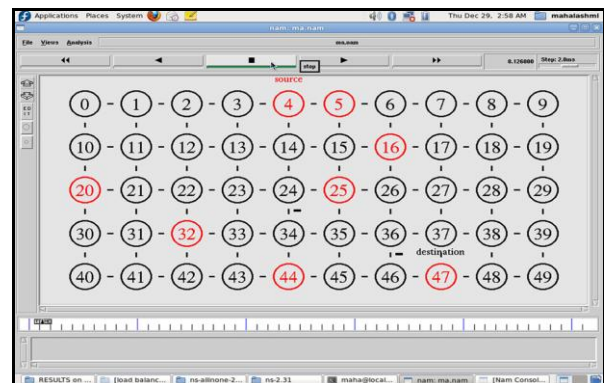 Applications Places System Thu Dec 29, 2:58 AM mahalashmi
nam: ma.nam
File Views Analysis ma.nam
stop 0.126000 Step: 2.0ms
source
0 1 2 3 4 5 6 7 8 9
10 11 12 13 14 15 16 17 18 19
20 21 22 23 24 25 26 27 28 29
30 31 32 33 34 35 36 37 38 39
destination
40 41 42 43 44 45 46 47 48 49
RESULTS on ... [load balanc... ns-allinone-2... ns-2.31 maha@local... nam: ma.nam [Nam Consol...